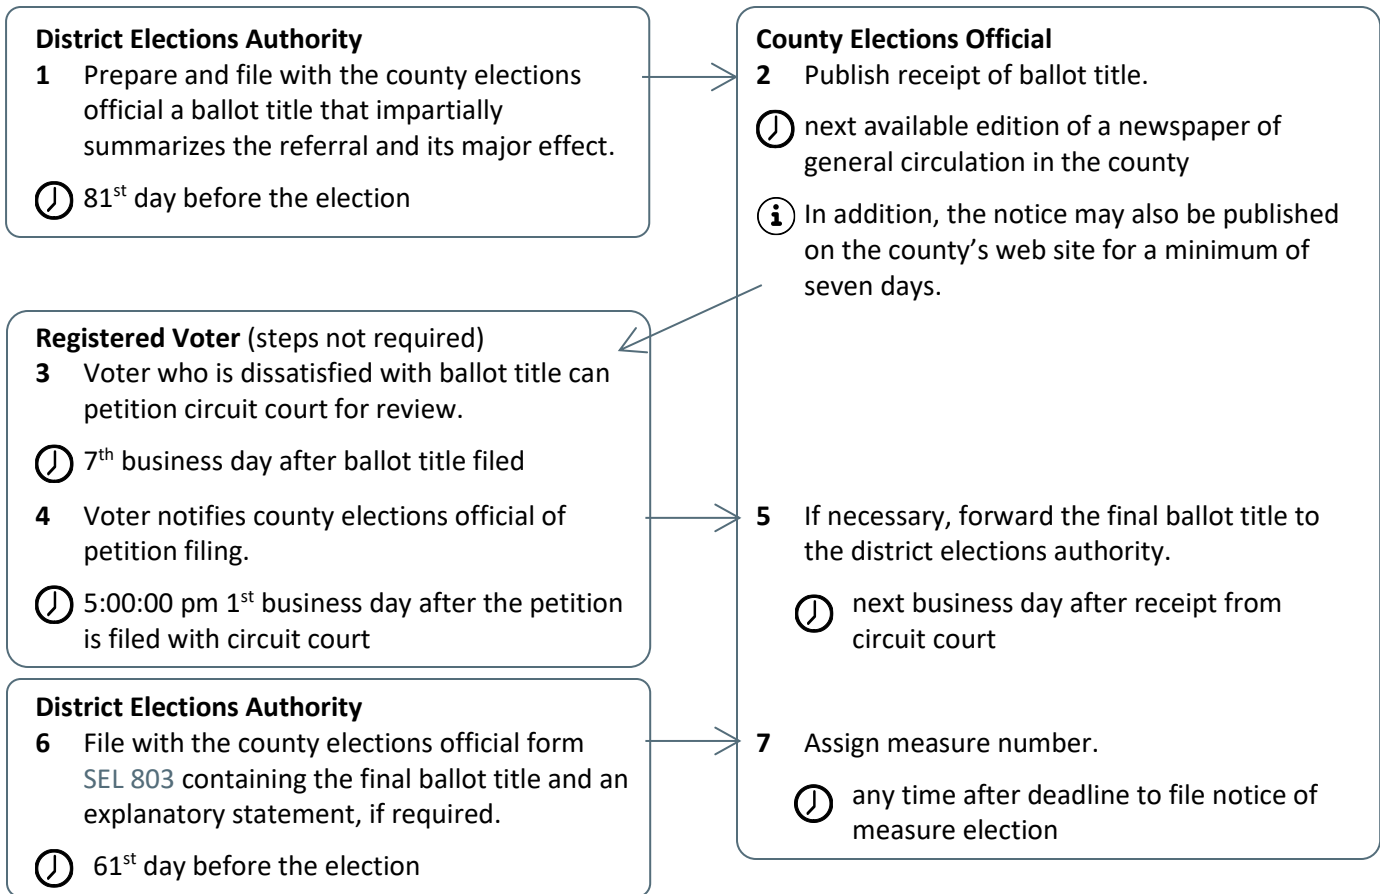 District Elections Authority
1 Prepare and file with the county elections
official a ballot title that impartially
summarizes the referral and its major effect.
81st day before the election
County Elections Official
2 Publish receipt of ballot title.
next available edition of a newspaper of
general circulation in the county
In addition, the notice may also be published
on the county's web site for a minimum of
seven days.
Registered Voter (steps not required)
3 Voter who is dissatisfied with ballot title can
petition circuit court for review.
7th business day after ballot title filed
4 Voter notifies county elections official of
petition filing.
5:00:00 pm 1st business day after the petition
is filed with circuit court
5 If necessary, forward the final ballot title to
the district elections authority.
next business day after receipt from
circuit court
District Elections Authority
6 File with the county elections official form
SEL 803 containing the final ballot title and an
explanatory statement, if required.
61st day before the election
7 Assign measure number.
any time after deadline to file notice of
measure election